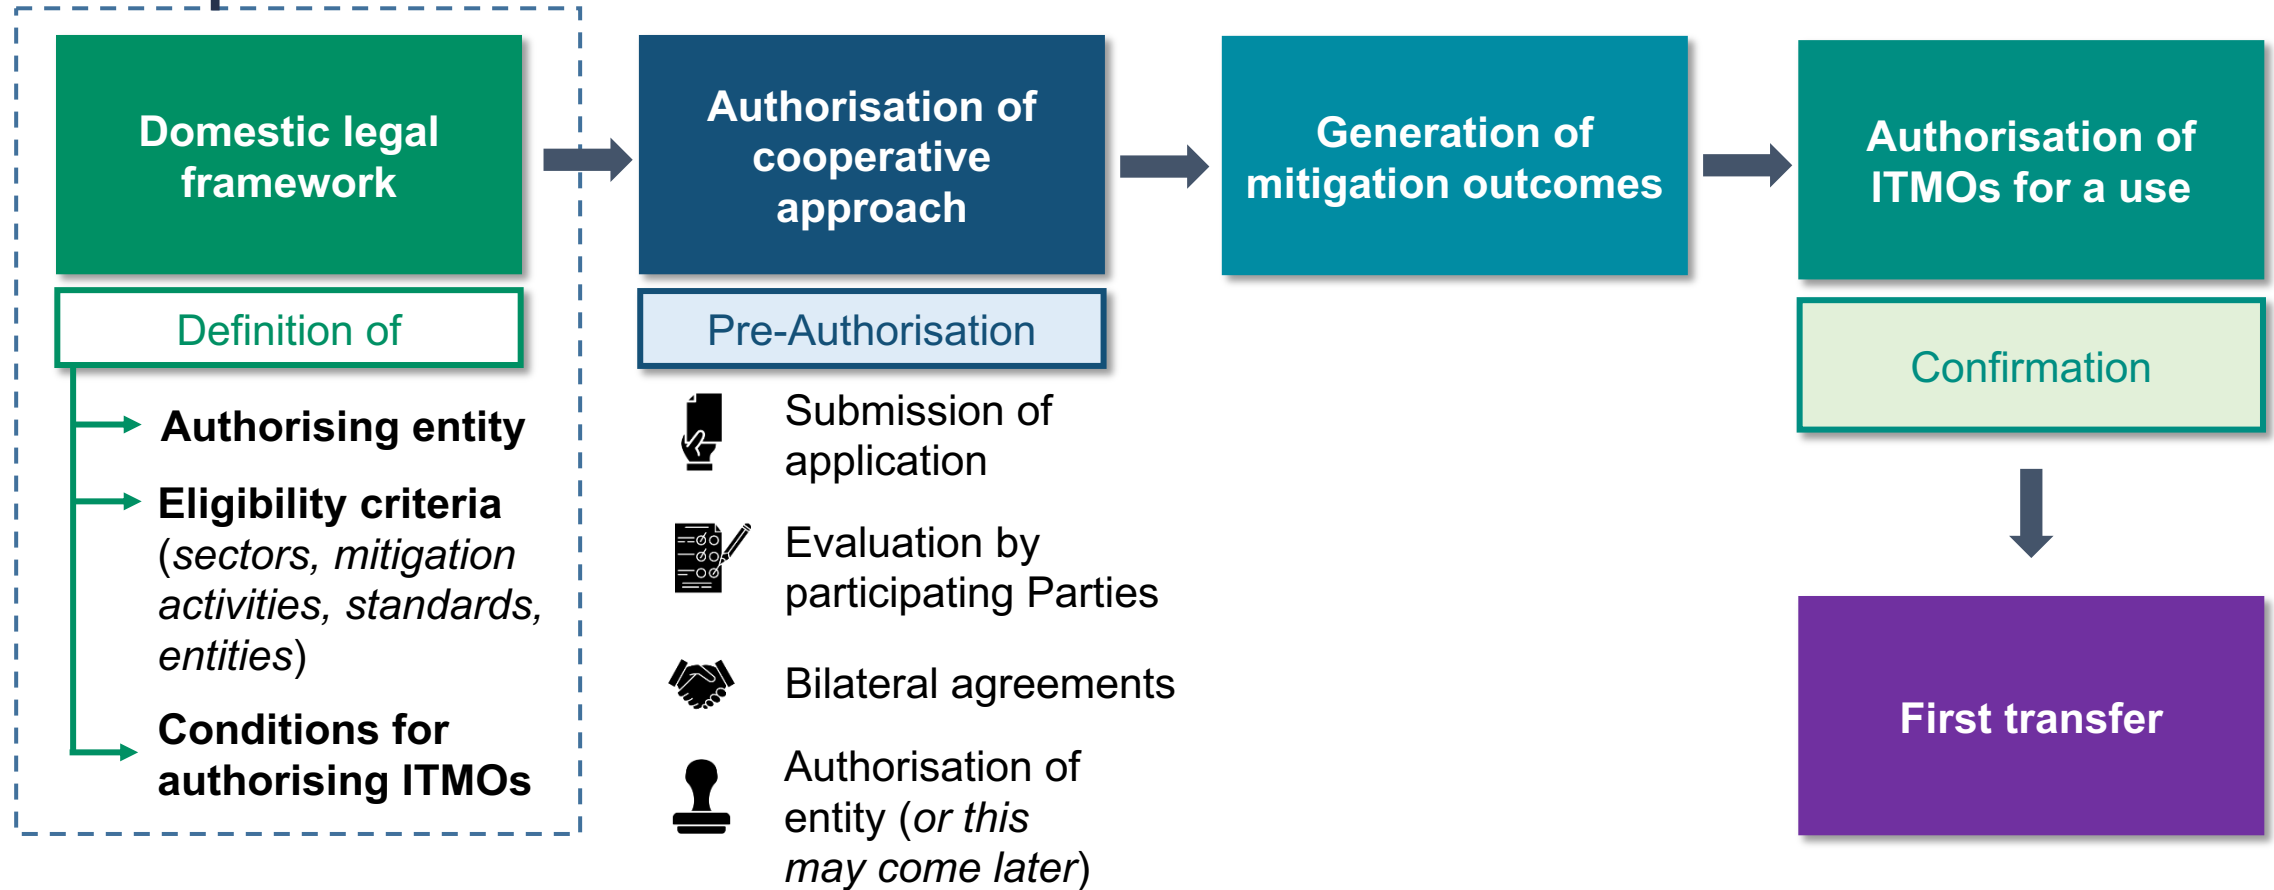 Domestic legal
framework
Definition of
Authorising entity
Eligibility criteria
(sectors, mitigation
activities, standards,
entities)
Conditions for
authorising ITMOs
Authorisation of
cooperative
approach
Pre-Authorisation
Submission of
application
Evaluation by
participating Parties
Bilateral agreements
Authorisation of
entity (or this
may come later)
Generation of
mitigation outcomes
Authorisation of
ITMOs for a use
Confirmation
First transfer